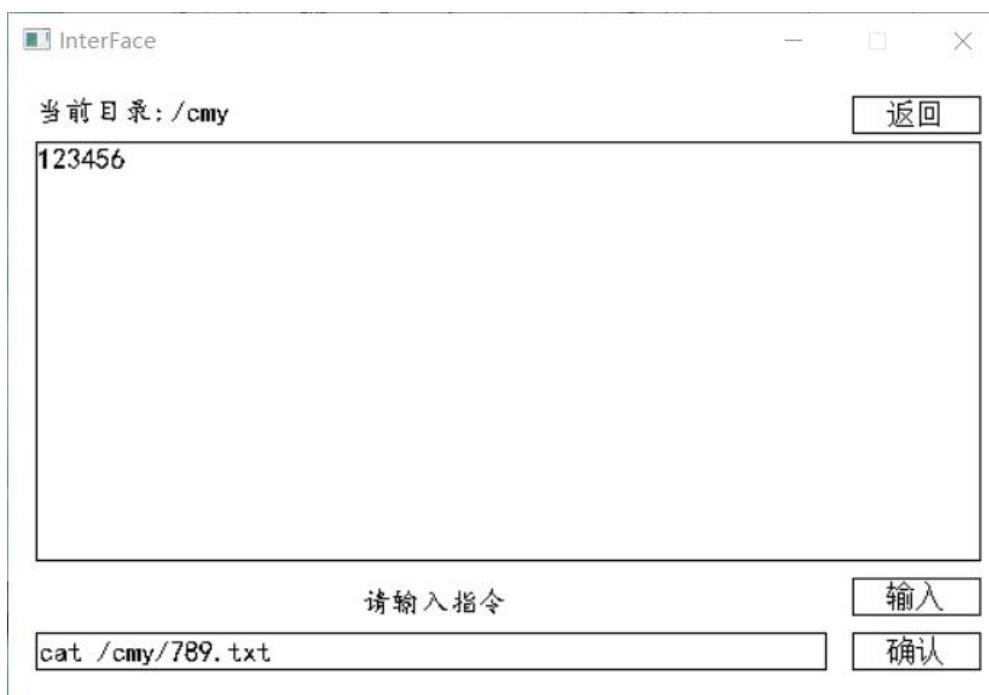 InterFace
当前目录:/cmy
返回
123456
请输入指令
输入
cat /cmy/789.txt
确认